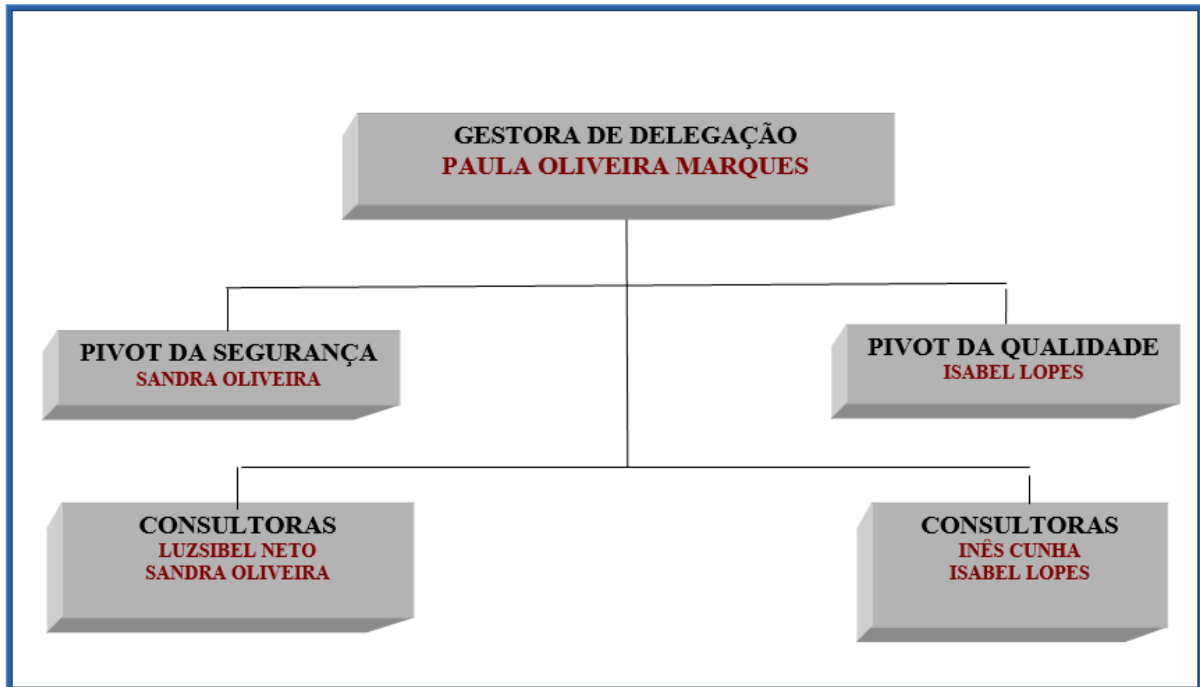 GESTORA DE DELEGAÇÃO
PAULA OLIVEIRA MARQUES
PIVOT DA SEGURANÇA
SANDRA OLIVEIRA
PIVOT DA QUALIDADE
ISABEL LOPES
CONSULTORAS
LUZSIBEL NETO
SANDRA OLIVEIRA
CONSULTORAS
INÊS CUNHA
ISABEL LOPES